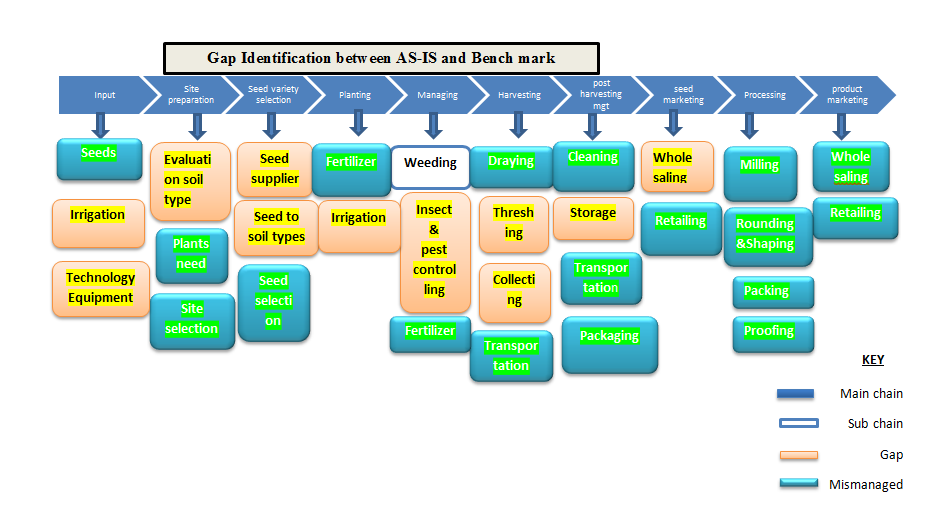 Gap Identification between AS-IS and Bench mark
Input
Site
preparation
Seed variety
selection
Planting
Managing
Harvesting
post
harvesting
mgt
seed
marketing
Processing
product
marketing
Seeds
Irrigation
Technology
Equipment
Evaluati
on soil
type
Plants
need
Site
selection
Seed
supplier
Seed to
soil types
Seed
selecti
on
Fertilizer
Irrigation
Weeding
Insect
&
pest
control
ling
Fertilizer
Draying
Thresh
ing
Collecti
ng
Transpor
tation
Cleaning
Storage
Transpor
tation
Packaging
Whole
saling
Retailing
Milling
Rounding
&Shaping
Packing
Proofing
Whole
saling
Retailing
KEY
Main chain
Sub chain
Gap
Mismanaged